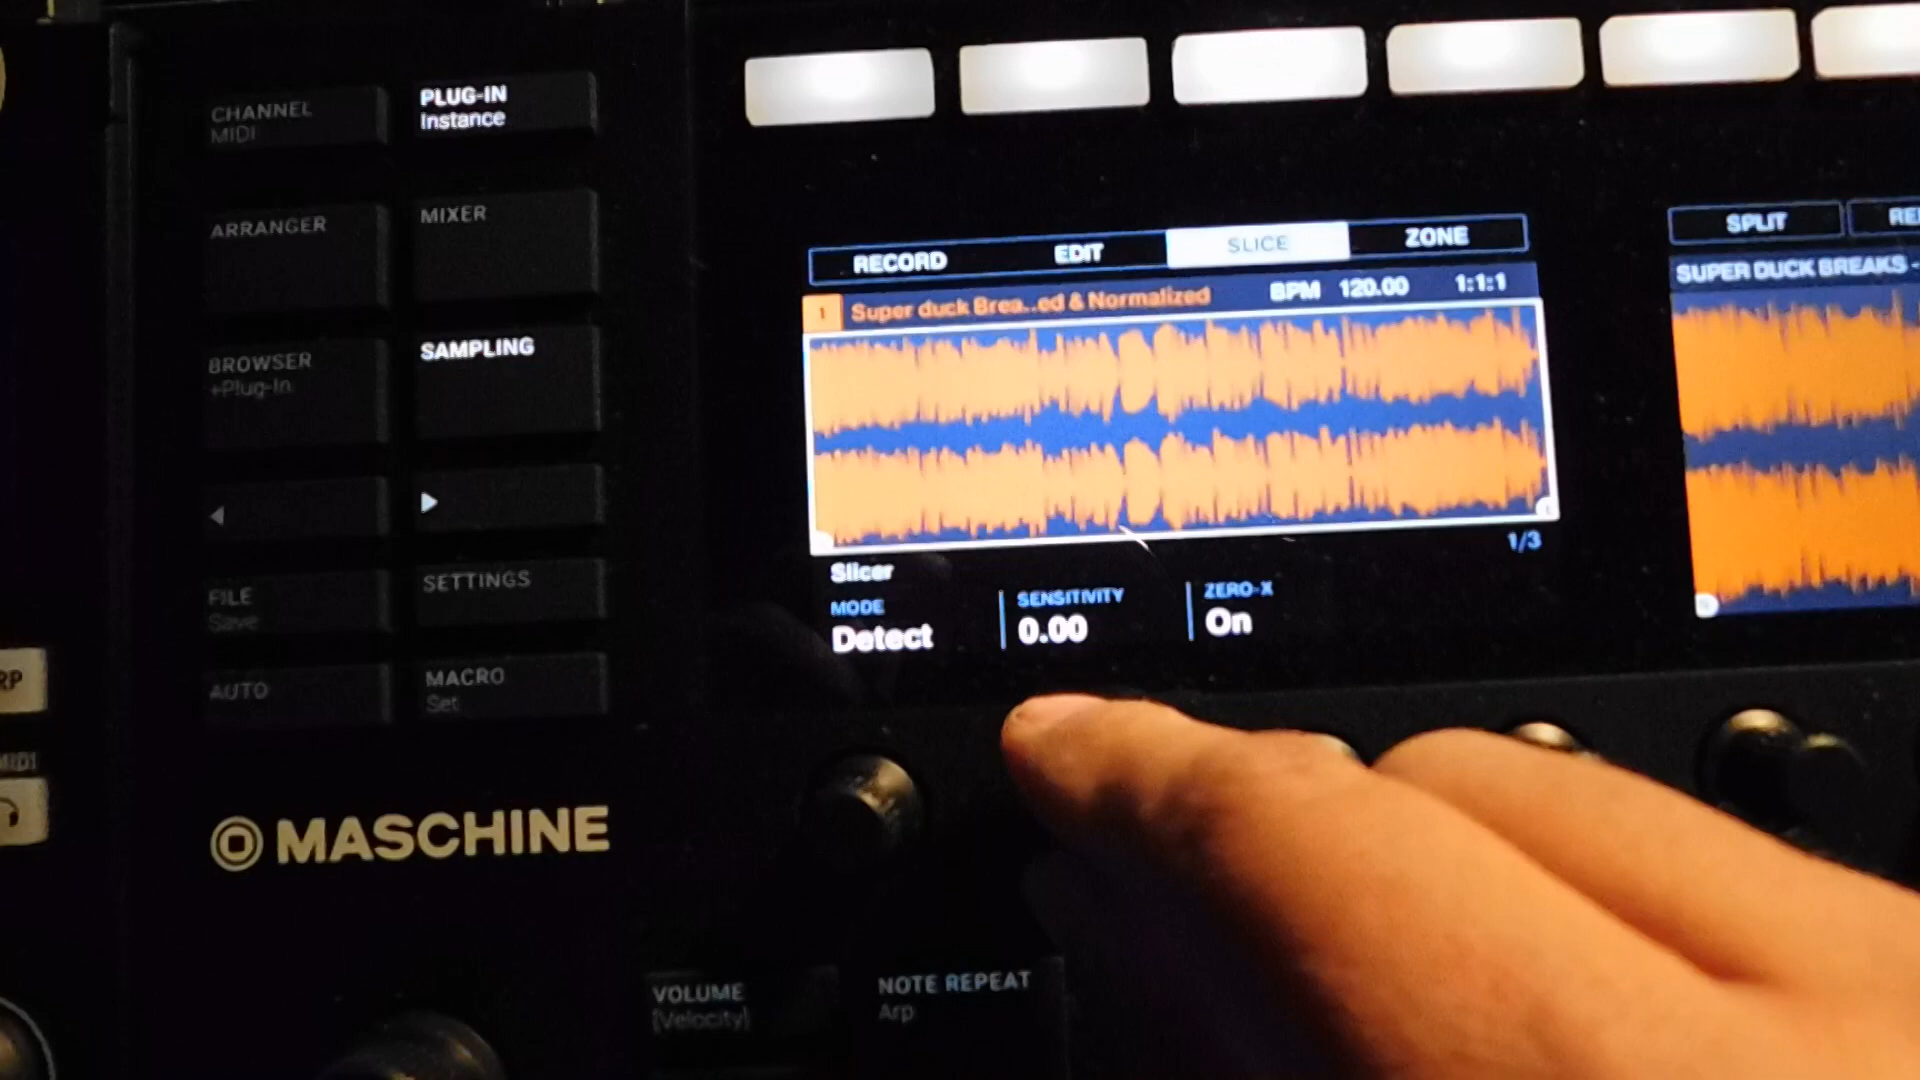 CHANNEL
MIDI
PLUG-IN
Instance
ARRANGER
MIXER
BROWSER
+Plug-In
SAMPLING
FILE
Save
SETTINGS
AUTO
MACRO
Set
MASCHINE
RECORD
EDIT
SLICE
ZONE
1
Super duck Brea..ed & Normalized
BPM 120.00
1:1:1
1/3
Slicer
MODE
Detect
SENSITIVITY
0.00
ZERO-X
On
SPLIT
SUPER DUCK BREAKS -
VOLUME
[Velocity]
NOTE REPEAT
Arp